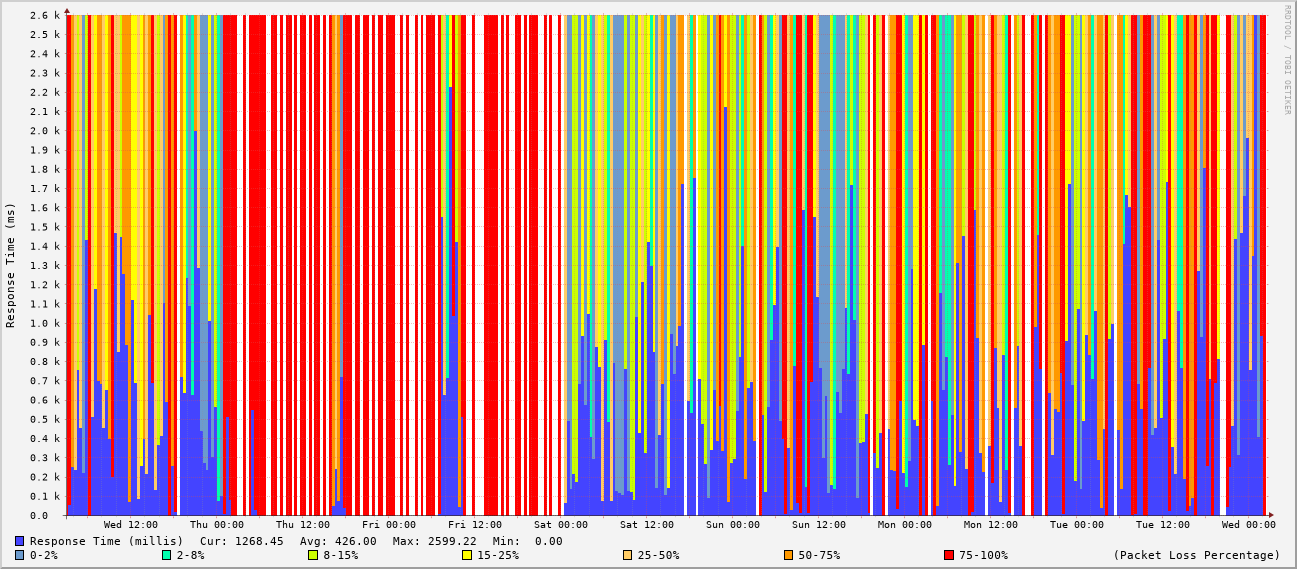 2.6 k
2.5 k
2.4 k
2.3 k
2.2 k
2.1 k
2.0 k
1.9 k
1.8 k
1.7 k
1.6 k
1.5 k
1.4 k
1.3 k
1.2 k
1.1 k
1.0 k
0.9 k
0.8 k
0.7 k
0.6 k
0.5 k
0.4 k
0.3 k
0.2 k
0.1 k
0.0
Response Time (ms)
RRDTOOL / TOBI OETIKER
Wed 12:00 Thu 00:00 Thu 12:00 Fri 00:00 Fri 12:00 Sat 00:00 Sat 12:00 Sun 00:00 Sun 12:00 Mon 00:00 Mon 12:00 Tue 00:00 Tue 12:00 Wed 00:00
Response Time (millis) Cur: 1268.45 Avg: 426.00 Max: 2599.22 Min: 0.00
0-2% 2-8% 8-15% 15-25% 25-50% 50-75% 75-100% (Packet Loss Percentage)